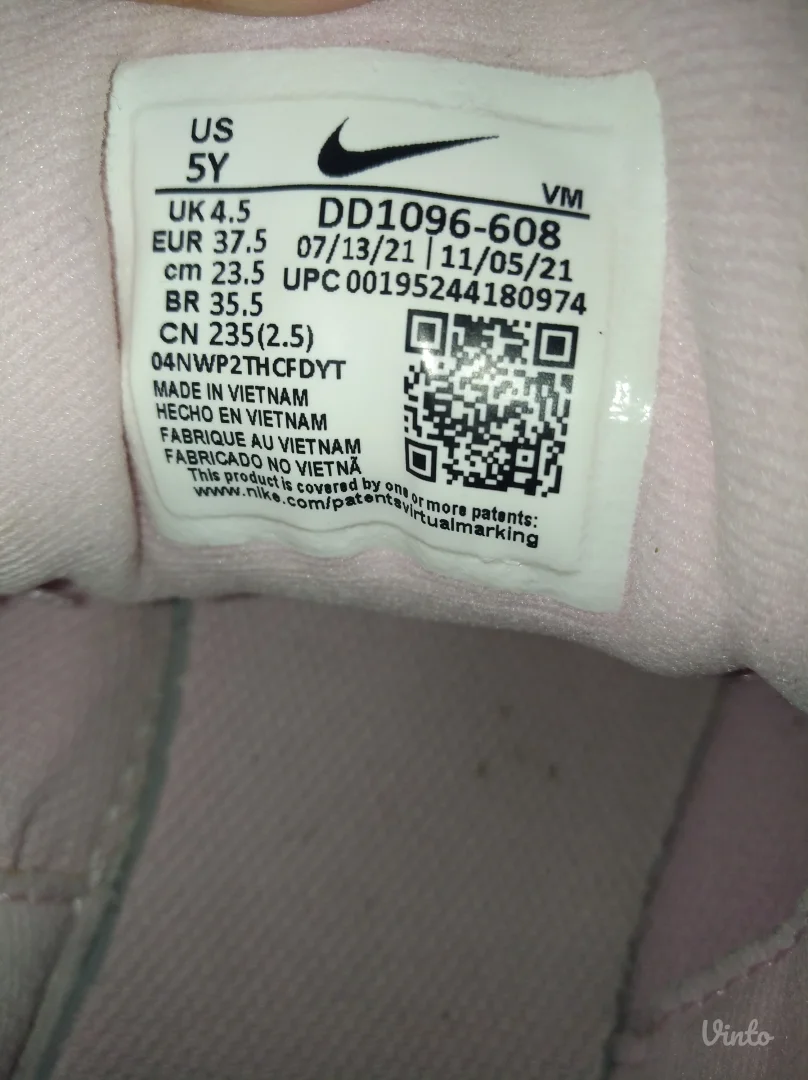 US
5Y
VM
UK 4.5
DD1096-608
EUR 37.5
07/13/21 | 11/05/21
cm 23.5
UPC 00195244180974
BR 35.5
CN 235(2.5)
04NWP2THCFDYT
MADE IN VIETNAM
HECHO EN VIETNAM
FABRIQUE AU VIETNAM
FABRICADO NO VIETNÃ
This product is covered by one or more patents:
www.nike.com/patentsvirtualmarking
Vinto